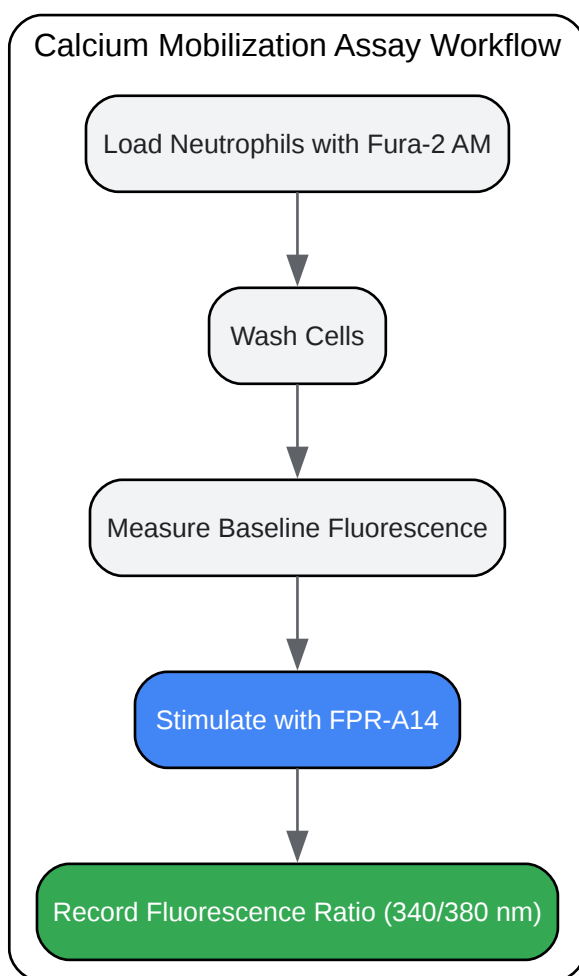 Calcium Mobilization Assay Workflow
Load Neutrophils with Fura-2 AM
Wash Cells
Measure Baseline Fluorescence
Stimulate with FPR-A14
Record Fluorescence Ratio (340/380 nm)